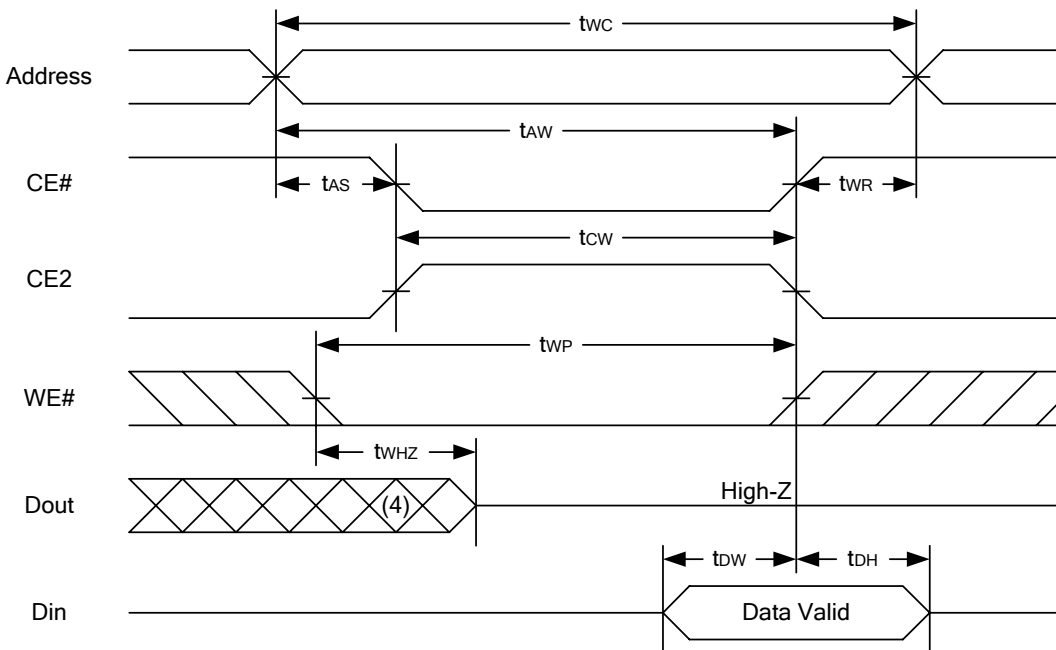 tWC
Address
tAW
CE#
tAS
tWR
tCW
CE2
tWP
WE#
tWHZ
Dout
(4)
High-Z
tDW
tDH
Din
Data Valid